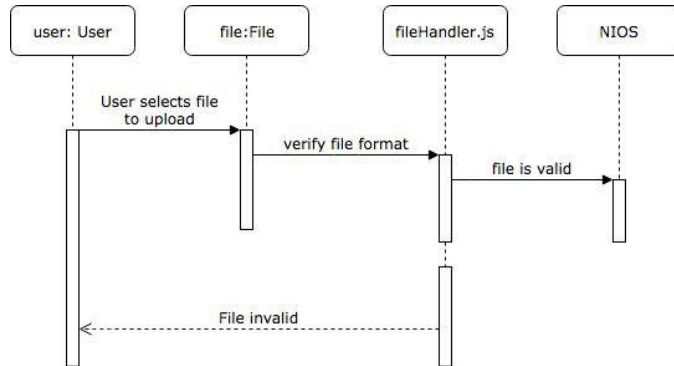 user: User
file:File
fileHandler.js
NIOS
User selects file
to upload
verify file format
file is valid
File invalid